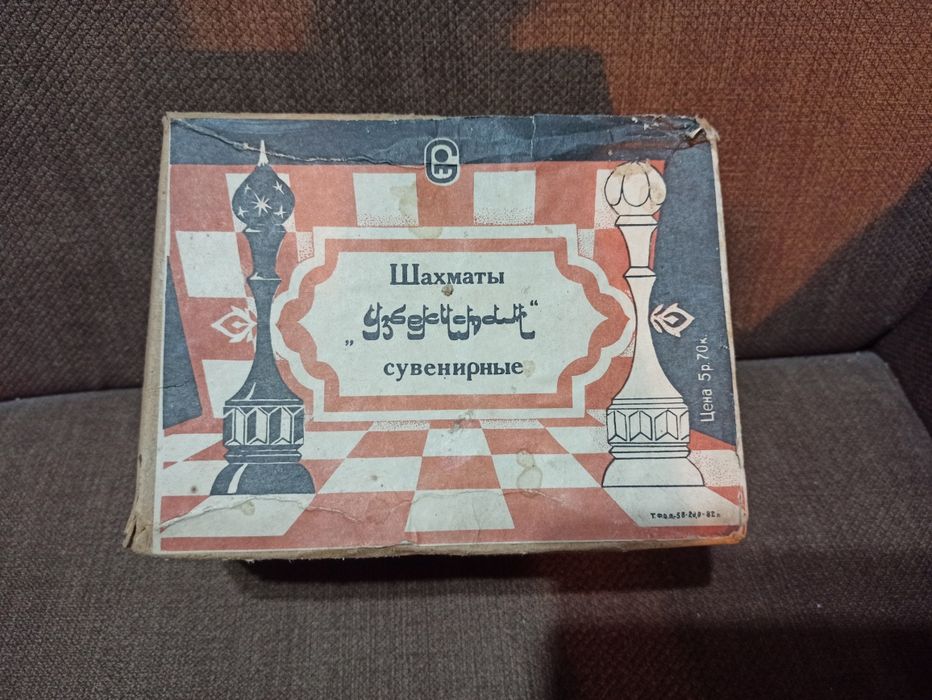 Шахматы
„Узбекистан“
сувенирные
Цена 5р.70к.